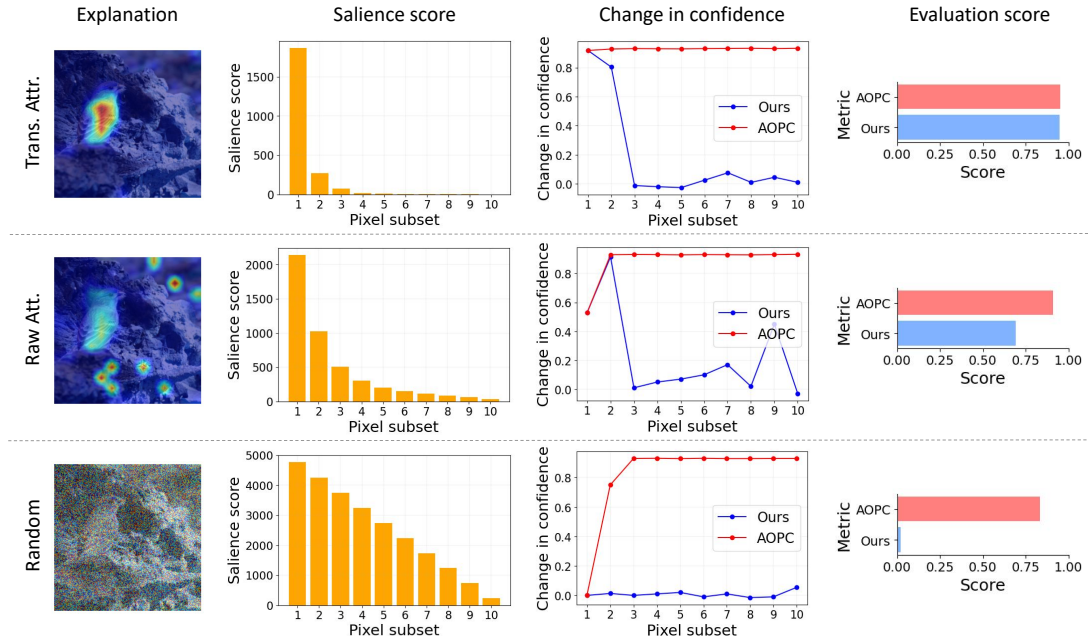 Explanation
Salience score
Change in confidence
Evaluation score
Trans. Attr.
Salience score
1500
1000
500
0
1 2 3 4 5 6 7 8 9 10
Pixel subset
Change in confidence
0.8
0.6
0.4
0.2
0.0
Ours
AOPC
1 2 3 4 5 6 7 8 9 10
Pixel subset
Metric
AOPC
Ours
0.00 0.25 0.50 0.75 1.00
Score
Raw Att.
Salience score
2000
1500
1000
500
0
1 2 3 4 5 6 7 8 9 10
Pixel subset
Change in confidence
0.8
0.6
0.4
0.2
0.0
Ours
AOPC
1 2 3 4 5 6 7 8 9 10
Pixel subset
Metric
AOPC
Ours
0.00 0.25 0.50 0.75 1.00
Score
Random
Salience score
5000
4000
3000
2000
1000
0
1 2 3 4 5 6 7 8 9 10
Pixel subset
Change in confidence
0.8
0.6
0.4
0.2
0.0
Ours
AOPC
1 2 3 4 5 6 7 8 9 10
Pixel subset
Metric
AOPC
Ours
0.00 0.25 0.50 0.75 1.00
Score